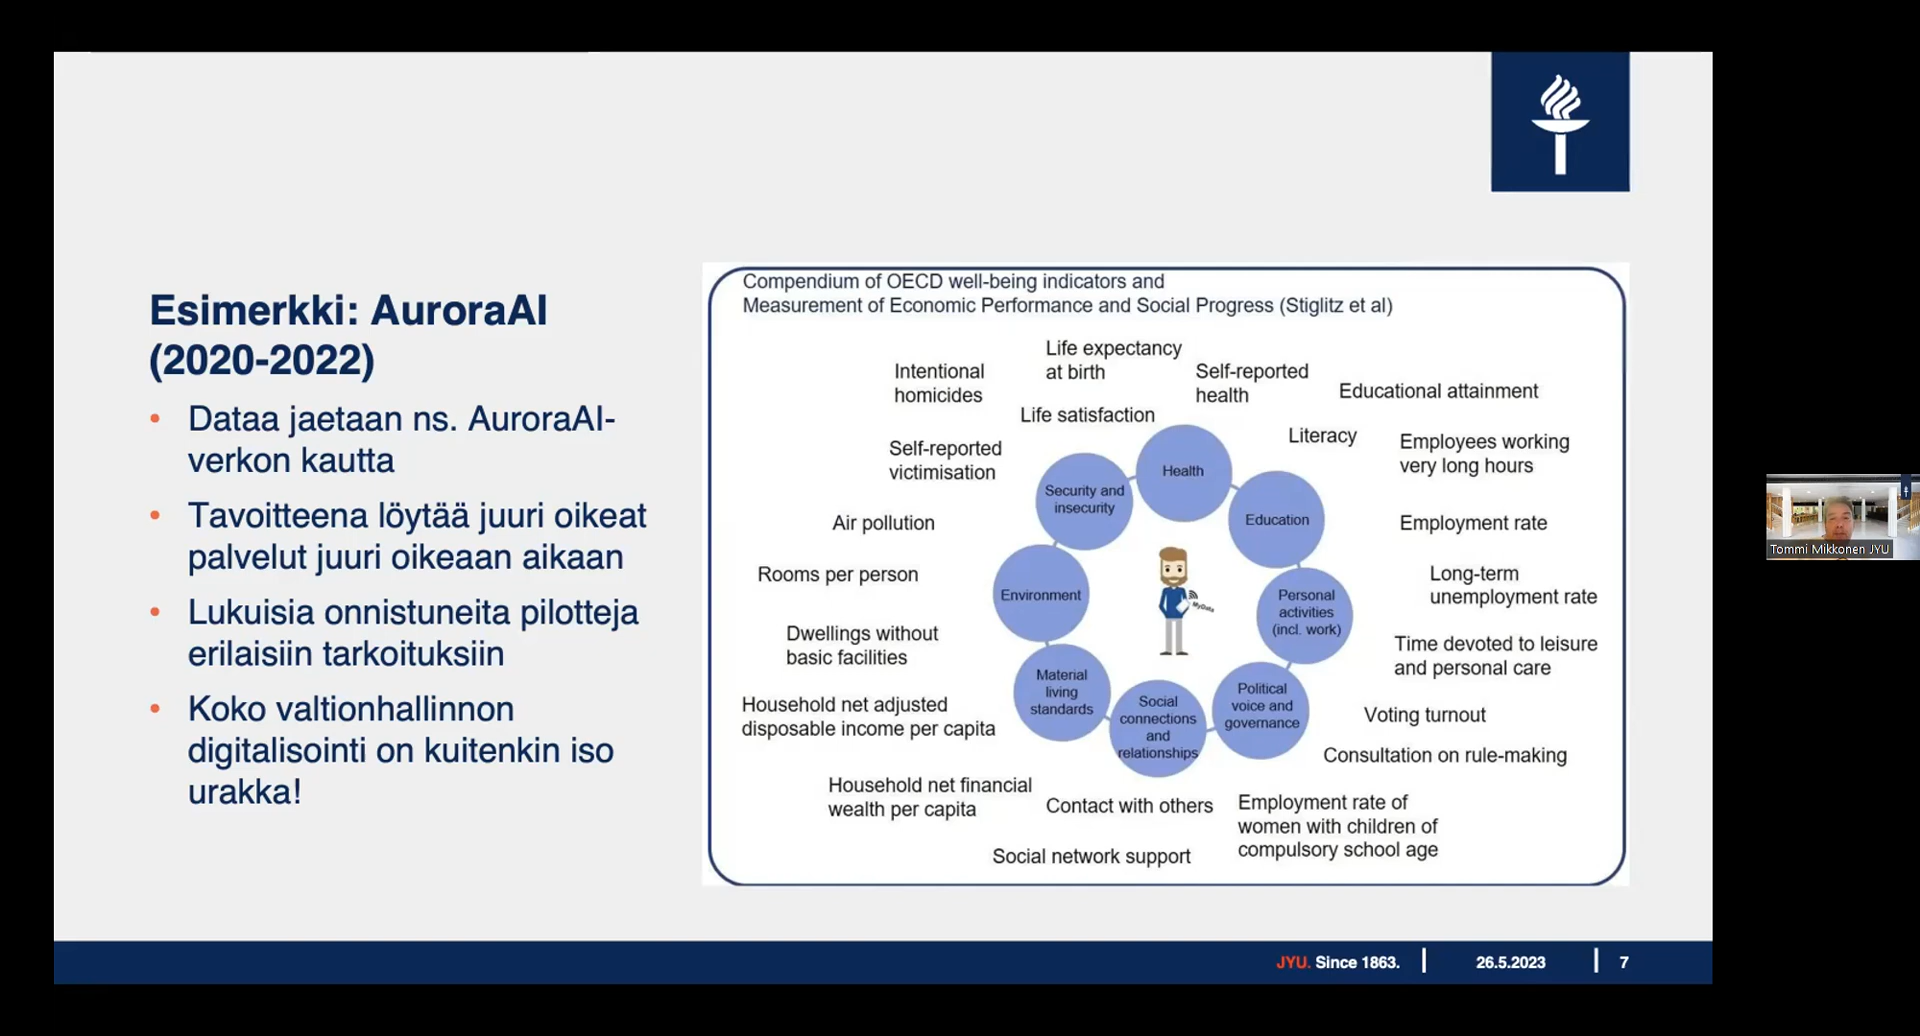 Esimerkki: AuroraAI
(2020-2022)
• Dataa jaetaan ns. AuroraAI-
verkon kautta
• Tavoitteena löytää juuri oikeat
palvelut juuri oikeaan aikaan
• Lukuisia onnistuneita pilotteja
erilaisiin tarkoituksiin
• Koko valtionhallinnon
digitalisointi on kuitenkin iso
urakka!
Compendium of OECD well-being indicators and
Measurement of Economic Performance and Social Progress (Stiglitz et al)
Intentional
homicides
Life expectancy
at birth
Self-reported
health
Educational attainment
Life satisfaction
Literacy
Employees working
very long hours
Self-reported
victimisation
Health
Security and
insecurity
Education
Air pollution
Employment rate
Rooms per person
Environment
MyData
Personal
activities
(incl. work)
Long-term
unemployment rate
Dwellings without
basic facilities
Time devoted to leisure
and personal care
Material
living
standards
Social
connections
and
relationships
Political
voice and
governance
Household net adjusted
disposable income per capita
Voting turnout
Consultation on rule-making
Household net financial
wealth per capita
Contact with others
Employment rate of
women with children of
compulsory school age
Social network support
JYU. Since 1863.
26.5.2023
7
Tommi Mikkonen JYU